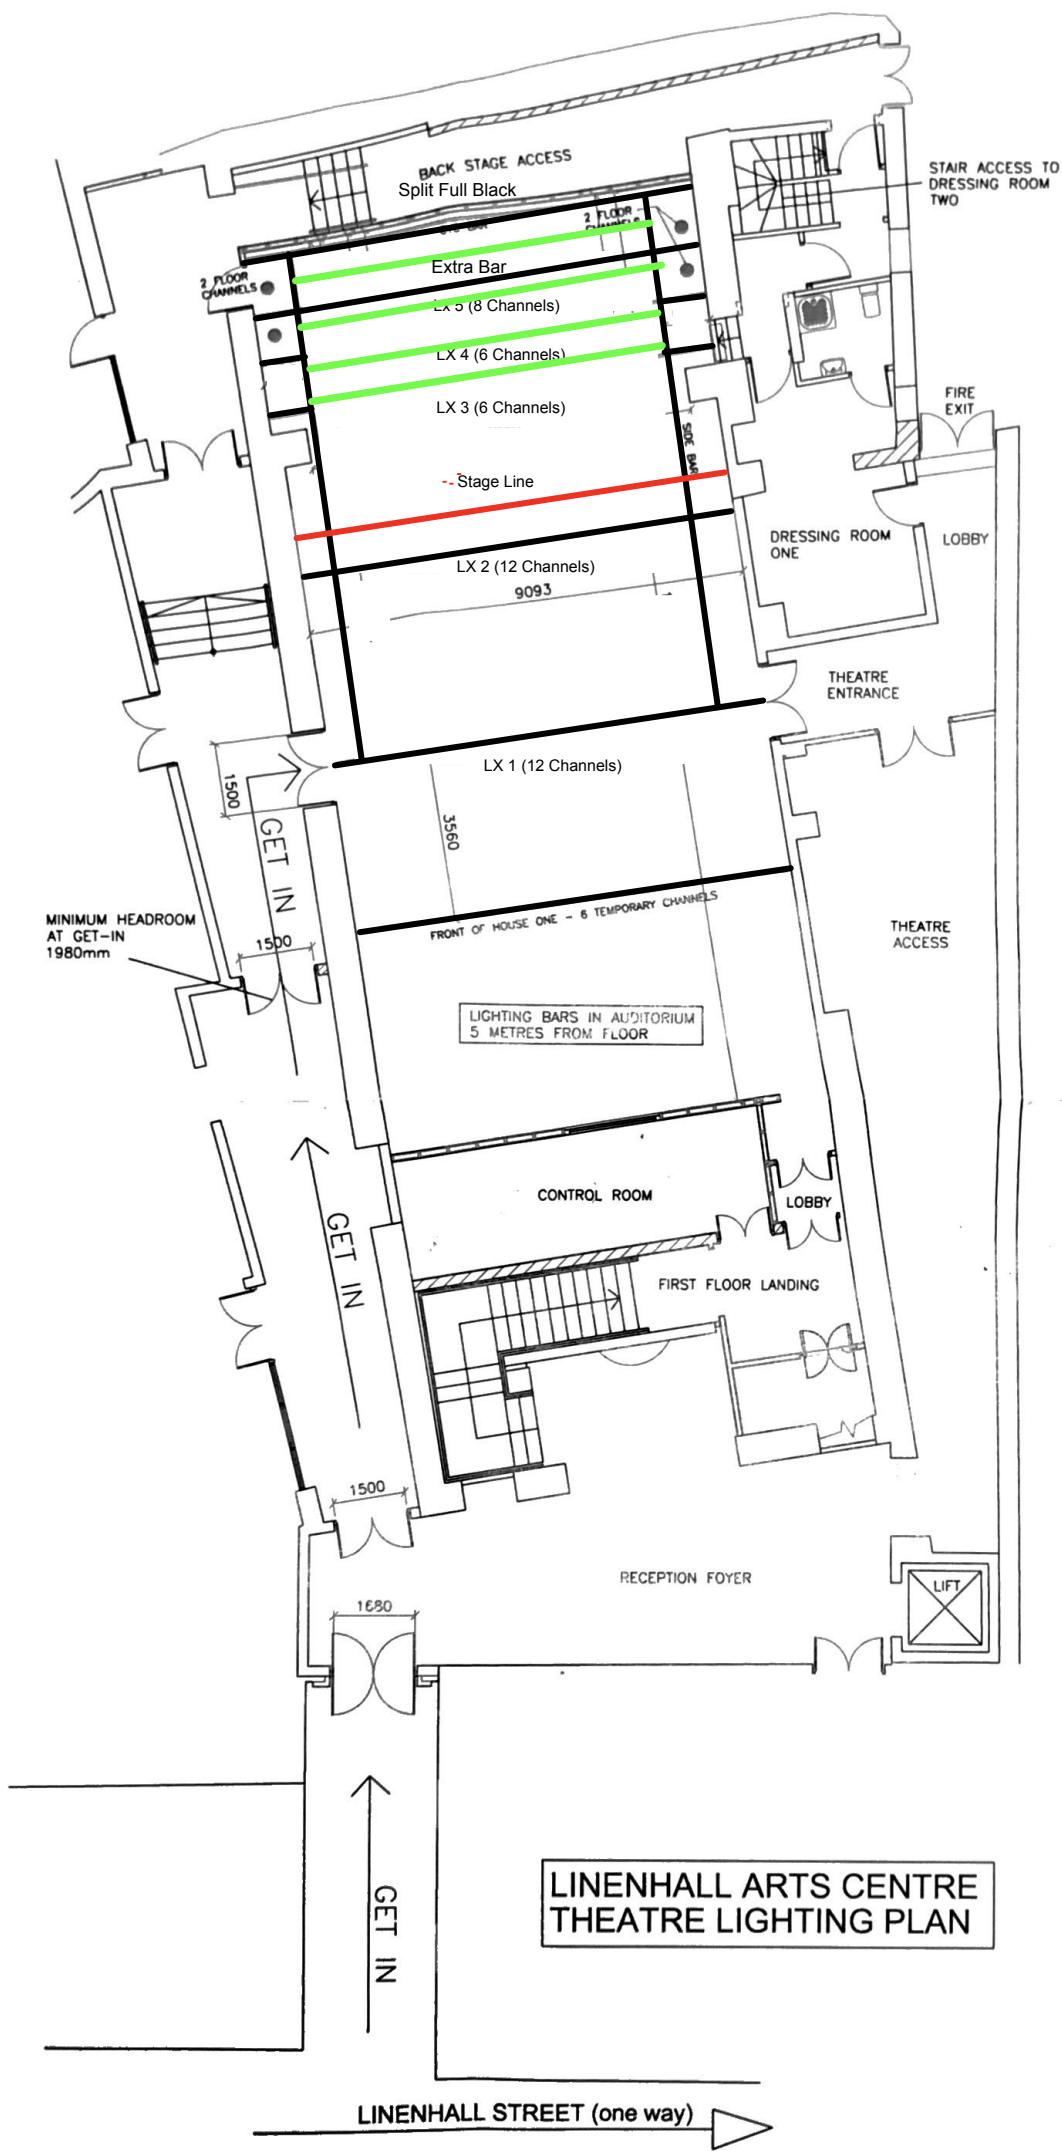 BACK STAGE ACCESS
STAIR ACCESS TO
DRESSING ROOM
TWO
Split Full Black
2 FLOOR
CHANNELS
2 FLOOR
CHANNELS
Extra Bar
Lx 5 (8 Channels)
LX 4 (6 Channels)
LX 3 (6 Channels)
FIRE
EXIT
SIDE BAR
Stage Line
DRESSING ROOM
ONE
LOBBY
LX 2 (12 Channels)
9093
THEATRE
ENTRANCE
LX 1 (12 Channels)
1500
GET IN
3560
MINIMUM HEADROOM
AT GET-IN
1980mm
1500
FRONT OF HOUSE ONE - 6 TEMPORARY CHANNELS
THEATRE
ACCESS
LIGHTING BARS IN AUDITORIUM
5 METRES FROM FLOOR
CONTROL ROOM
LOBBY
GET IN
FIRST FLOOR LANDING
1500
RECEPTION FOYER
LIFT
1680
GET IN
LINENHALL ARTS CENTRE
THEATRE LIGHTING PLAN
LINENHALL STREET (one way)